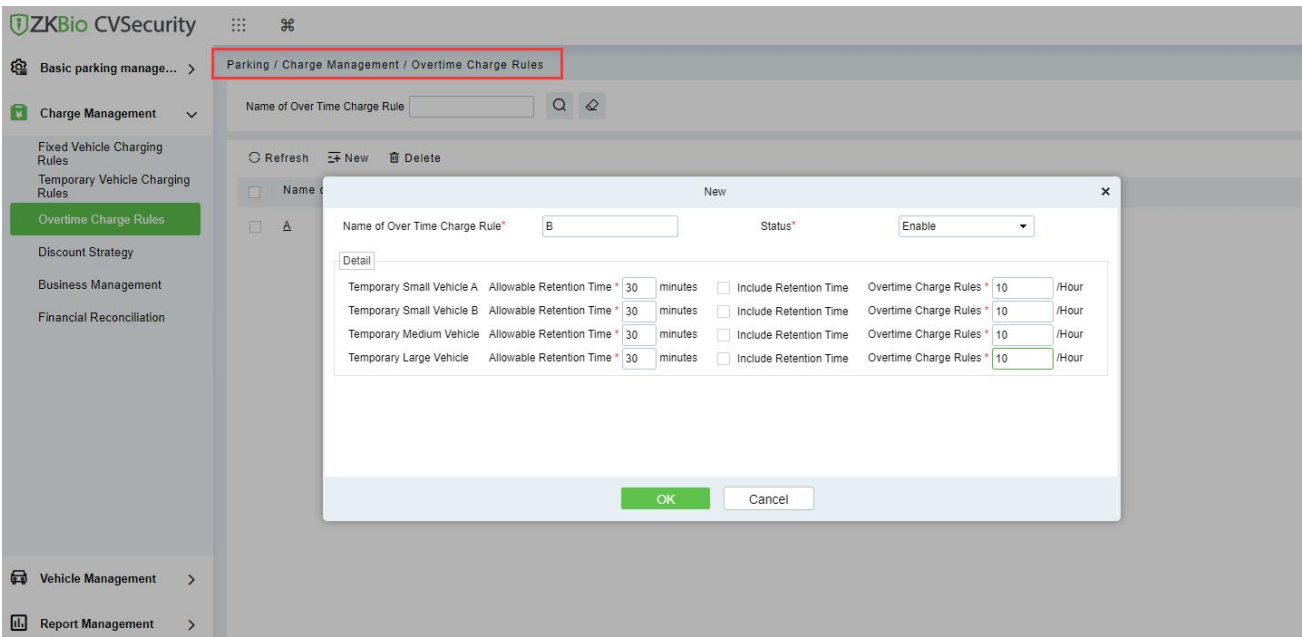 ZKBio CVSecurity
Basic parking manage...
Parking / Charge Management / Overtime Charge Rules
Charge Management
Name of Over Time Charge Rule
Fixed Vehicle Charging
Rules
Refresh New Delete
Temporary Vehicle Charging
Rules
Name
New
Overtime Charge Rules
A
Name of Over Time Charge Rule* B Status* Enable
Discount Strategy
Detail
Business Management
Temporary Small Vehicle A Allowable Retention Time * 30 minutes Include Retention Time Overtime Charge Rules * 10 /Hour
Temporary Small Vehicle B Allowable Retention Time * 30 minutes Include Retention Time Overtime Charge Rules * 10 /Hour
Financial Reconciliation
Temporary Medium Vehicle Allowable Retention Time * 30 minutes Include Retention Time Overtime Charge Rules * 10 /Hour
Temporary Large Vehicle Allowable Retention Time * 30 minutes Include Retention Time Overtime Charge Rules * 10 /Hour
OK Cancel
Vehicle Management
Report Management